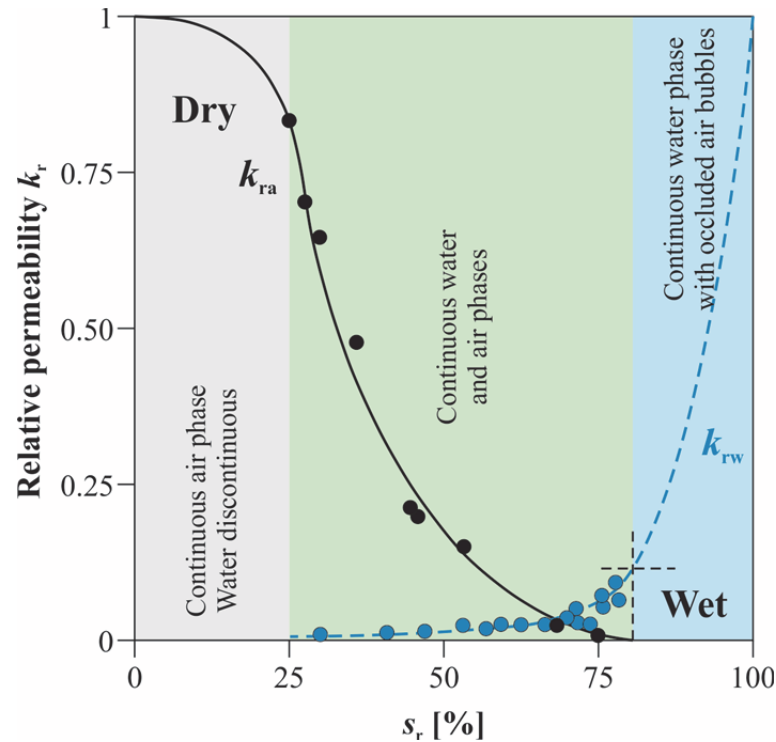 1
0.75
0.50
0.25
0
Relative permeability k_r
Dry
k_ra
Continuous air phase
Water discontinuous
Continuous water
and air phases
Continuous water phase
with occluded air bubbles
k_rw
Wet
0
25
50
75
100
s_r [%]